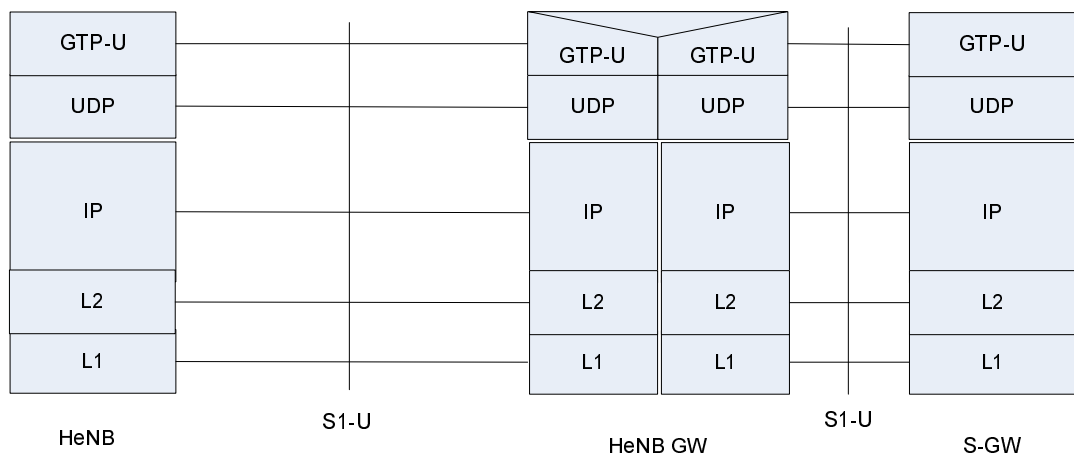 GTP-U GTP-U GTP-U GTP-U
UDP UDP UDP UDP
IP IP IP IP
L2 L2 L2 L2
L1 L1 L1 L1
S1-U S1-U
HeNB HeNB GW S-GW